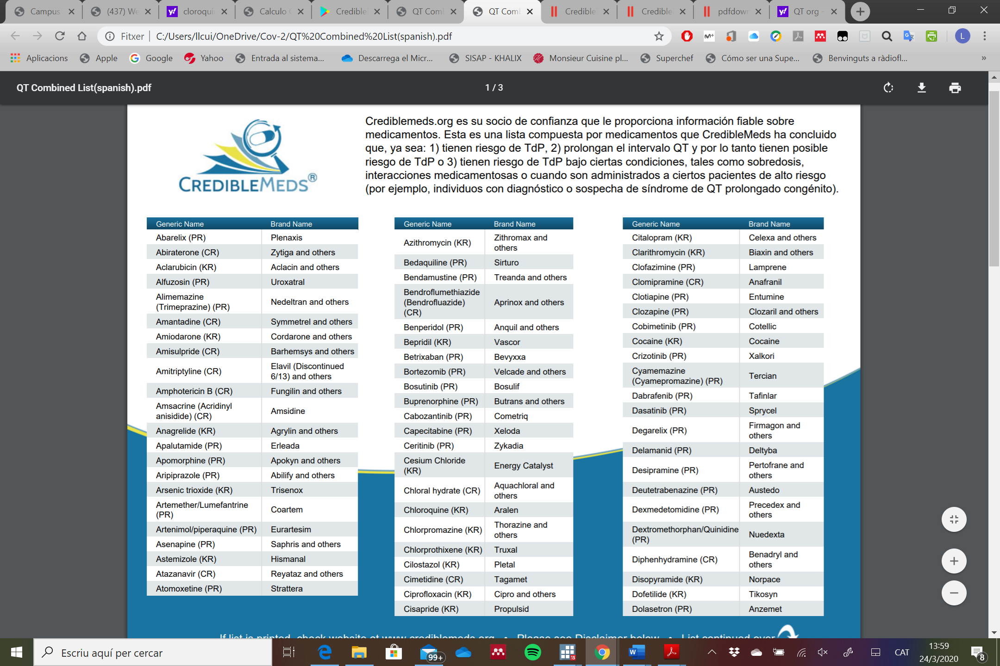 Campus
(437) We
cloroqui
Calculo
Credible
QT Com
QT Com
Credible
Credible
pdfdow
QT org -
Fitxer
C:/Users/llcui/OneDrive/Cov-2/QT%20Combined%20List(spanish).pdf
L
Aplicacions
Apple
Google
Yahoo
Entrada al sistema...
Descarrega el Micr...
SISAP - KHALIX
Monsieur Cuisine pl...
Superchef
Cómo ser una Supe...
Benvinguts a ràdiofl...
»
QT Combined List(spanish).pdf
1 / 3
CREDIBLEMEDS®
Crediblemeds.org es su socio de confianza que le proporciona información fiable sobre
medicamentos. Esta es una lista compuesta por medicamentos que CredibleMeds ha concluido
que, ya sea: 1) tienen riesgo de TdP, 2) prolongan el intervalo QT y por lo tanto tienen posible
riesgo de TdP o 3) tienen riesgo de TdP bajo ciertas condiciones, tales como sobredosis,
interacciones medicamentosas o cuando son administrados a ciertos pacientes de alto riesgo
(por ejemplo, individuos con diagnóstico o sospecha de síndrome de QT prolongado congénito).
Generic Name Brand Name
Abarelix (PR) Plenaxis
Abiraterone (CR) Zytiga and others
Aclarubicin (KR) Aclacin and others
Alfuzosin (PR) Uroxatral
Alimemazine
(Trimeprazine) (PR) Nedeltran and others
Amantadine (CR) Symmetrel and others
Amiodarone (KR) Cordarone and others
Amisulpride (CR) Barhemsys and others
Amitriptyline (CR) Elavil (Discontinued
6/13) and others
Amphotericin B (CR) Fungilin and others
Amsacrine (Acridinyl
anisidide) (CR) Amsidine
Anagrelide (KR) Agrylin and others
Apalutamide (PR) Erleada
Apomorphine (PR) Apokyn and others
Aripiprazole (PR) Abilify and others
Arsenic trioxide (KR) Trisenox
Artemether/Lumefantrine
(PR) Coartem
Artenimol/piperaquine (PR) Eurartesim
Asenapine (PR) Saphris and others
Astemizole (KR) Hismanal
Atazanavir (CR) Reyataz and others
Atomoxetine (PR) Strattera
Generic Name Brand Name
Azithromycin (KR) Zithromax and
others
Bedaquiline (PR) Sirturo
Bendamustine (PR) Treanda and others
Bendroflumethiazide
(Bendrofluazide)
(CR) Aprinox and others
Benperidol (PR) Anquil and others
Bepridil (KR) Vascor
Betrixaban (PR) Bevyxxa
Bortezomib (PR) Velcade and others
Bosutinib (PR) Bosulif
Buprenorphine (PR) Butrans and others
Cabozantinib (PR) Cometriq
Capecitabine (PR) Xeloda
Ceritinib (PR) Zykadia
Cesium Chloride
(KR) Energy Catalyst
Chloral hydrate (CR) Aquachloral and
others
Chloroquine (KR) Aralen
Chlorpromazine (KR) Thorazine and
others
Chlorprothixene (KR) Truxal
Cilostazol (KR) Pletal
Cimetidine (CR) Tagamet
Ciprofloxacin (KR) Cipro and others
Cisapride (KR) Propulsid
Generic Name Brand Name
Citalopram (KR) Celexa and others
Clarithromycin (KR) Biaxin and others
Clofazimine (PR) Lamprene
Clomipramine (CR) Anafranil
Clotiapine (PR) Entumine
Clozapine (PR) Clozaril and others
Cobimetinib (PR) Cotellic
Cocaine (KR) Cocaine
Crizotinib (PR) Xalkori
Cyamemazine
(Cyamepromazine) (PR) Tercian
Dabrafenib (PR) Tafinlar
Dasatinib (PR) Sprycel
Degarelix (PR) Firmagon and
others
Delamanid (PR) Deltyba
Desipramine (PR) Pertofrane and
others
Deutetrabenazine (PR) Austedo
Dexmedetomidine (PR) Precedex and
others
Dextromethorphan/Quinidine
(PR) Nuedexta
Diphenhydramine (CR) Benadryl and
others
Disopyramide (KR) Norpace
Dofetilide (KR) Tikosyn
Dolasetron (PR) Anzemet
If list is printed, check website at www.crediblemeds.org • Please see Disclaimer below • List continued over
Escriu aquí per cercar
99+
15
CAT
13:59
24/3/2020
8